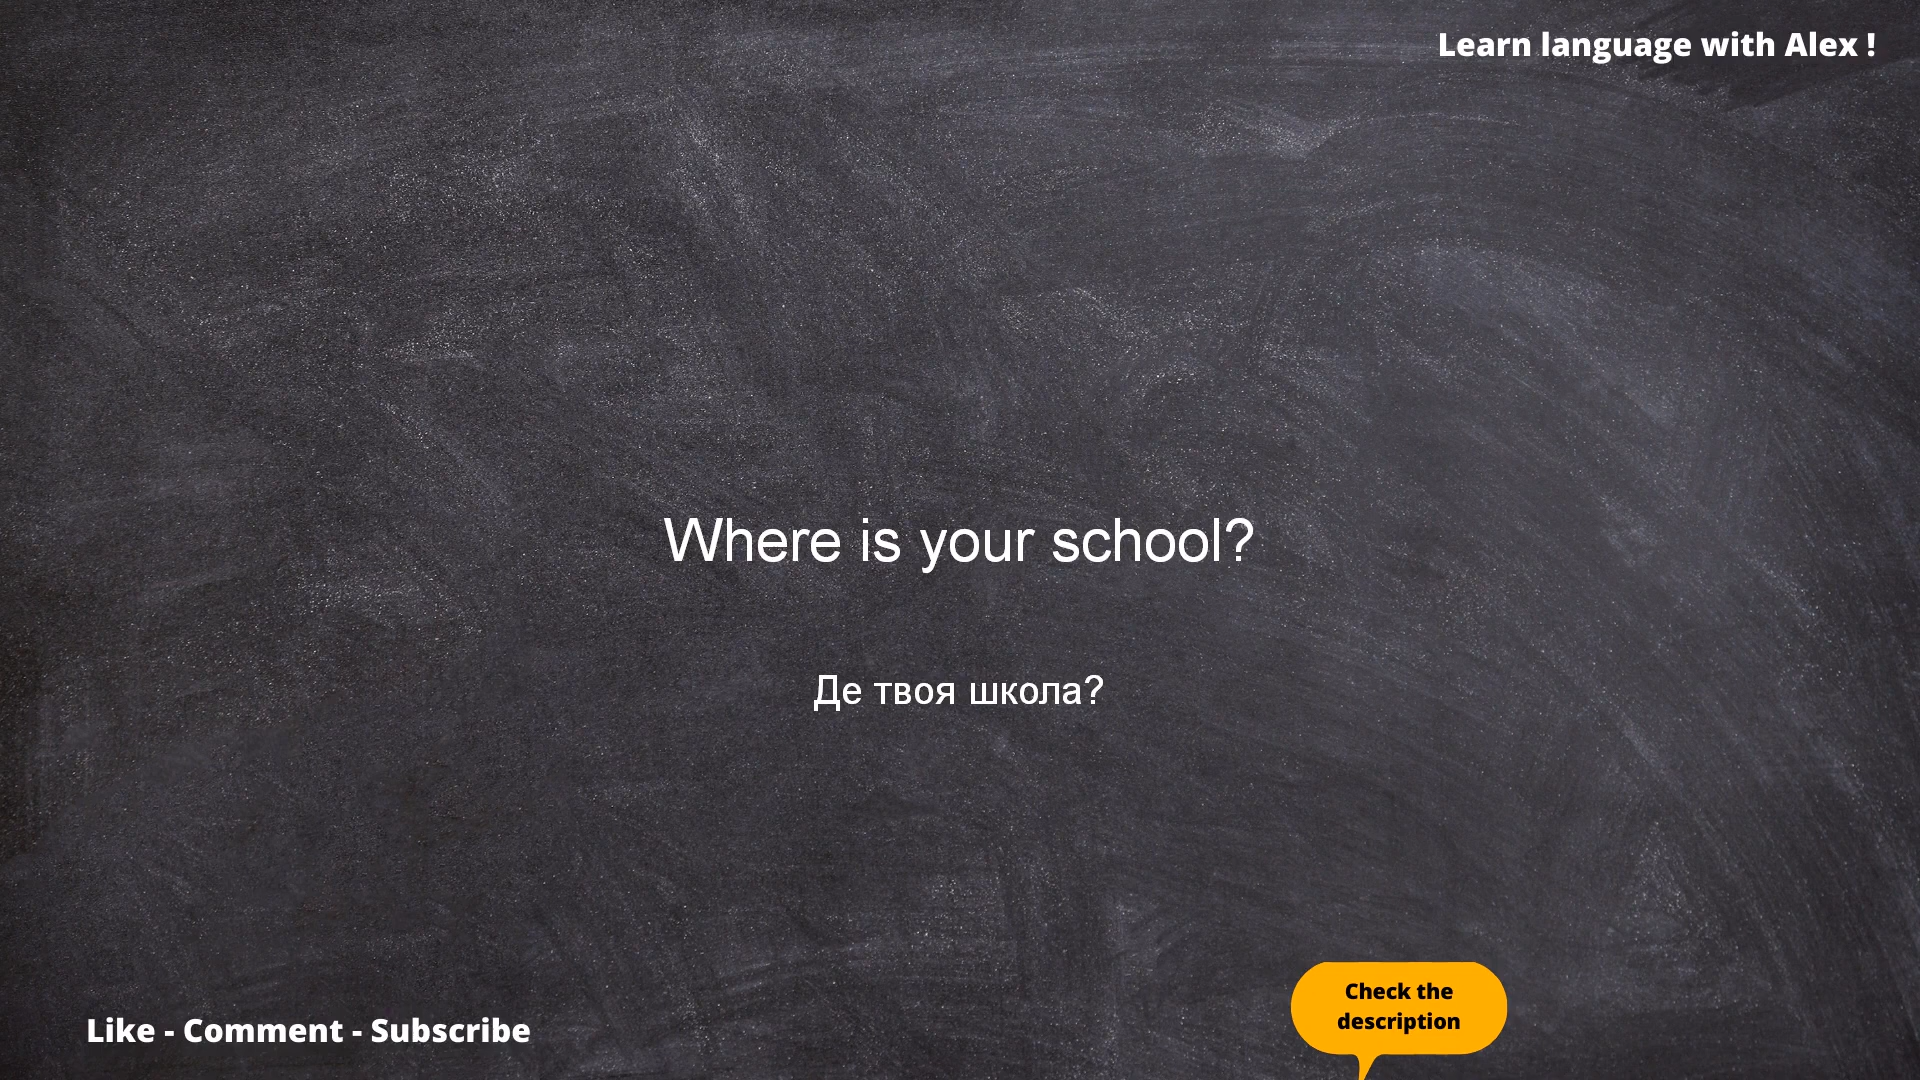 Learn language with Alex !
Where is your school?
Де твоя школа?
Check the
description
Like - Comment - Subscribe